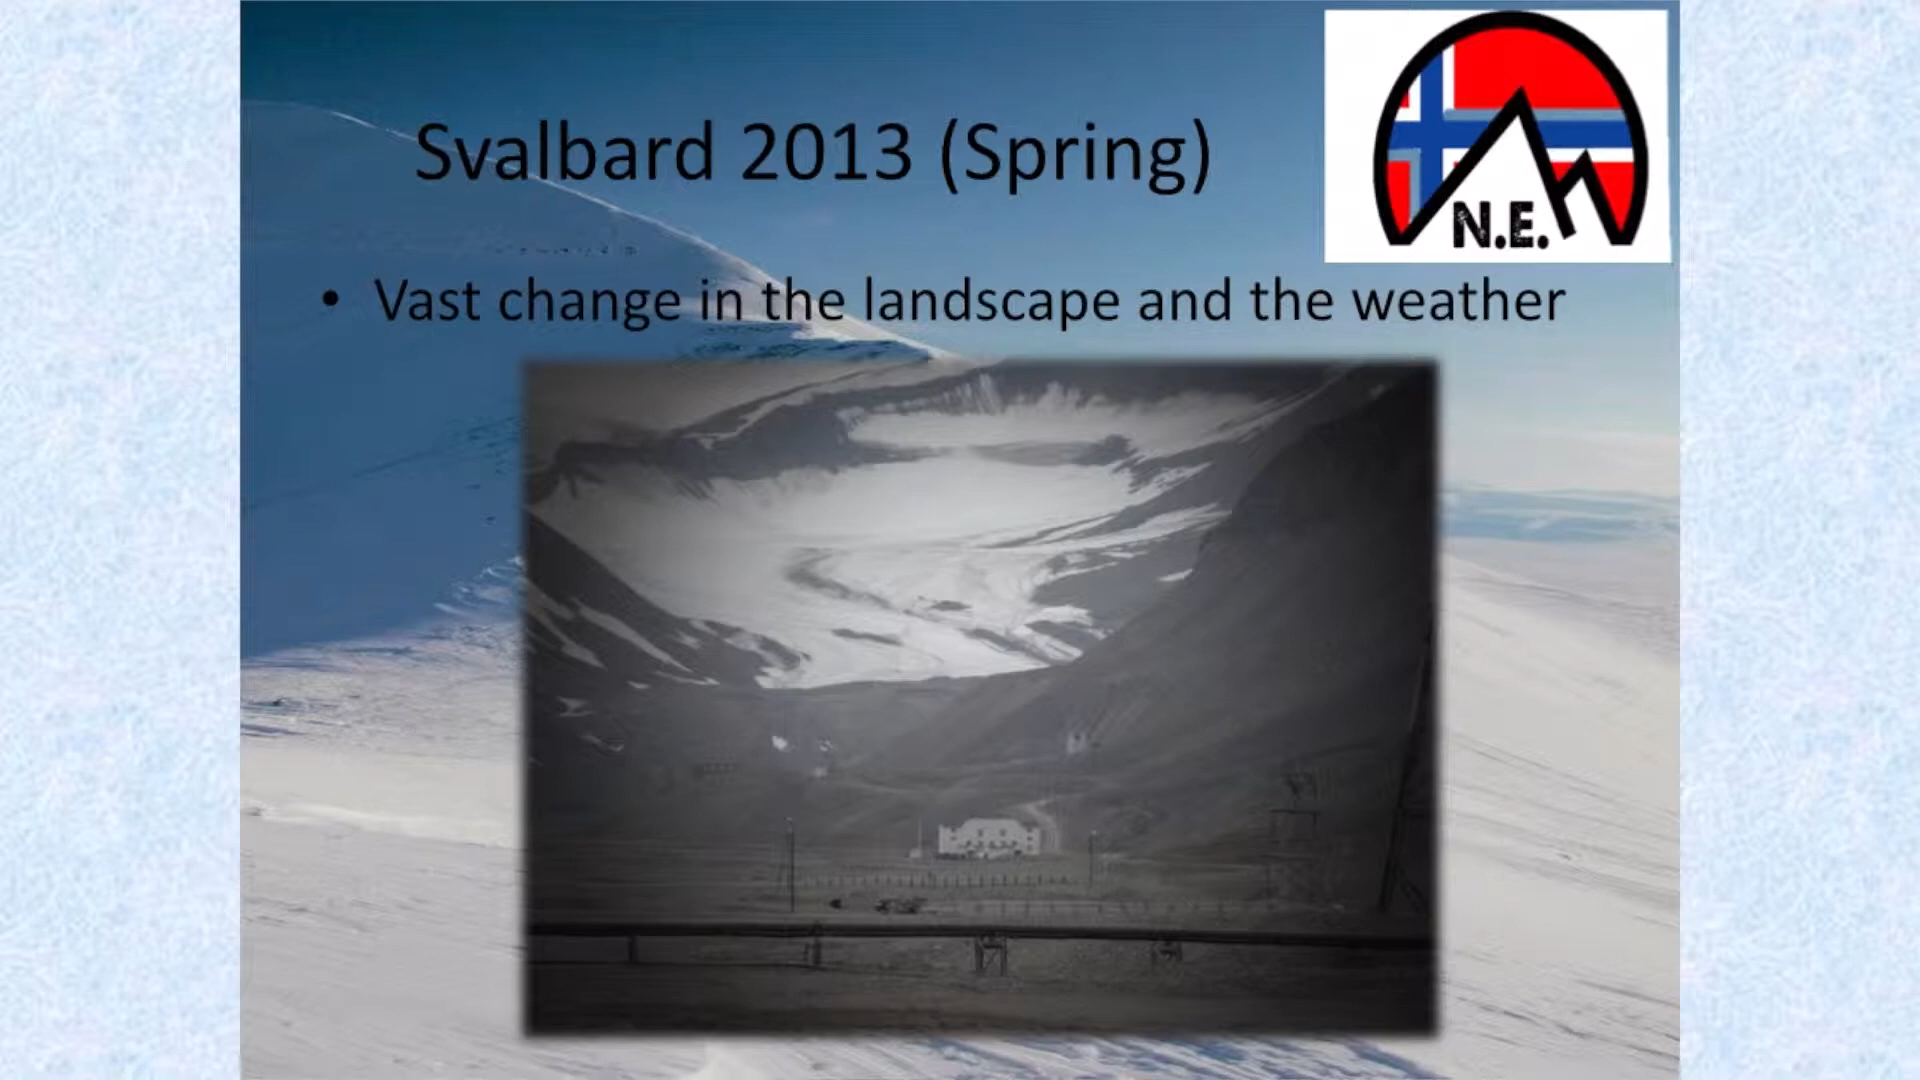 Svalbard 2013 (Spring)
N.E.
• Vast change in the landscape and the weather